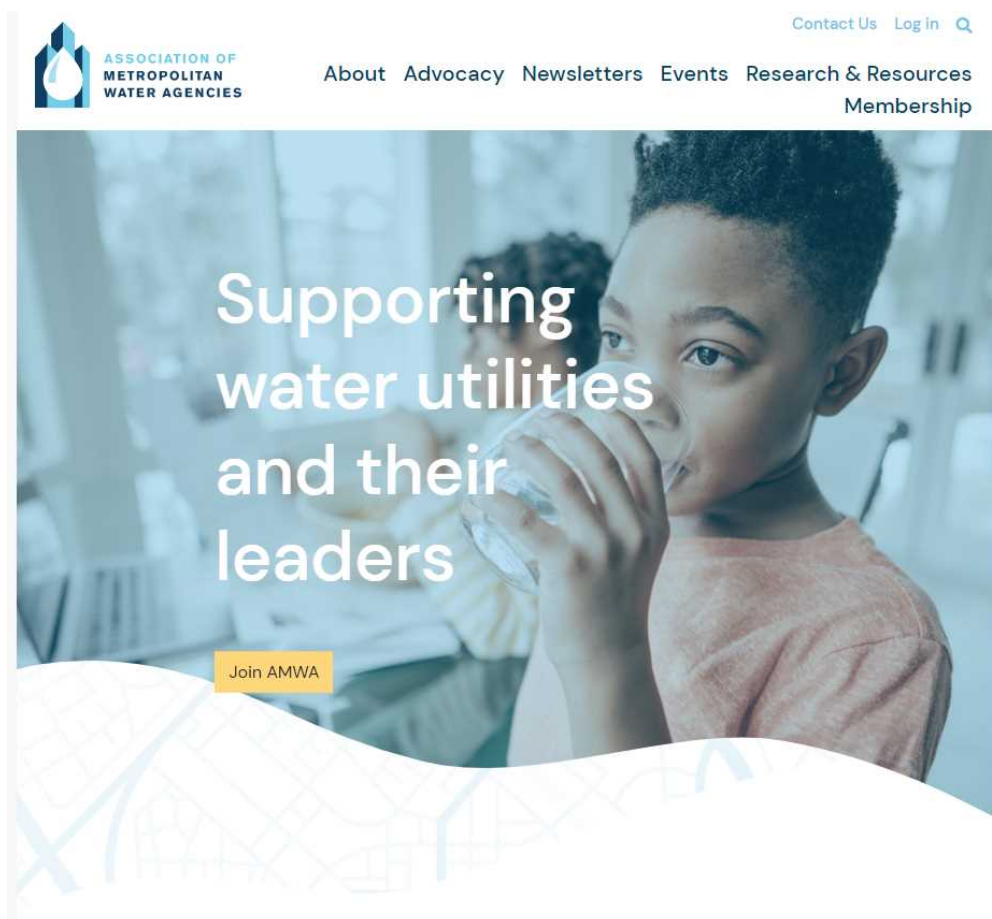 Contact Us Log in
ASSOCIATION OF
METROPOLITAN
WATER AGENCIES
About Advocacy Newsletters Events Research & Resources
Membership
Supporting
water utilities
and their
leaders
Join AMWA